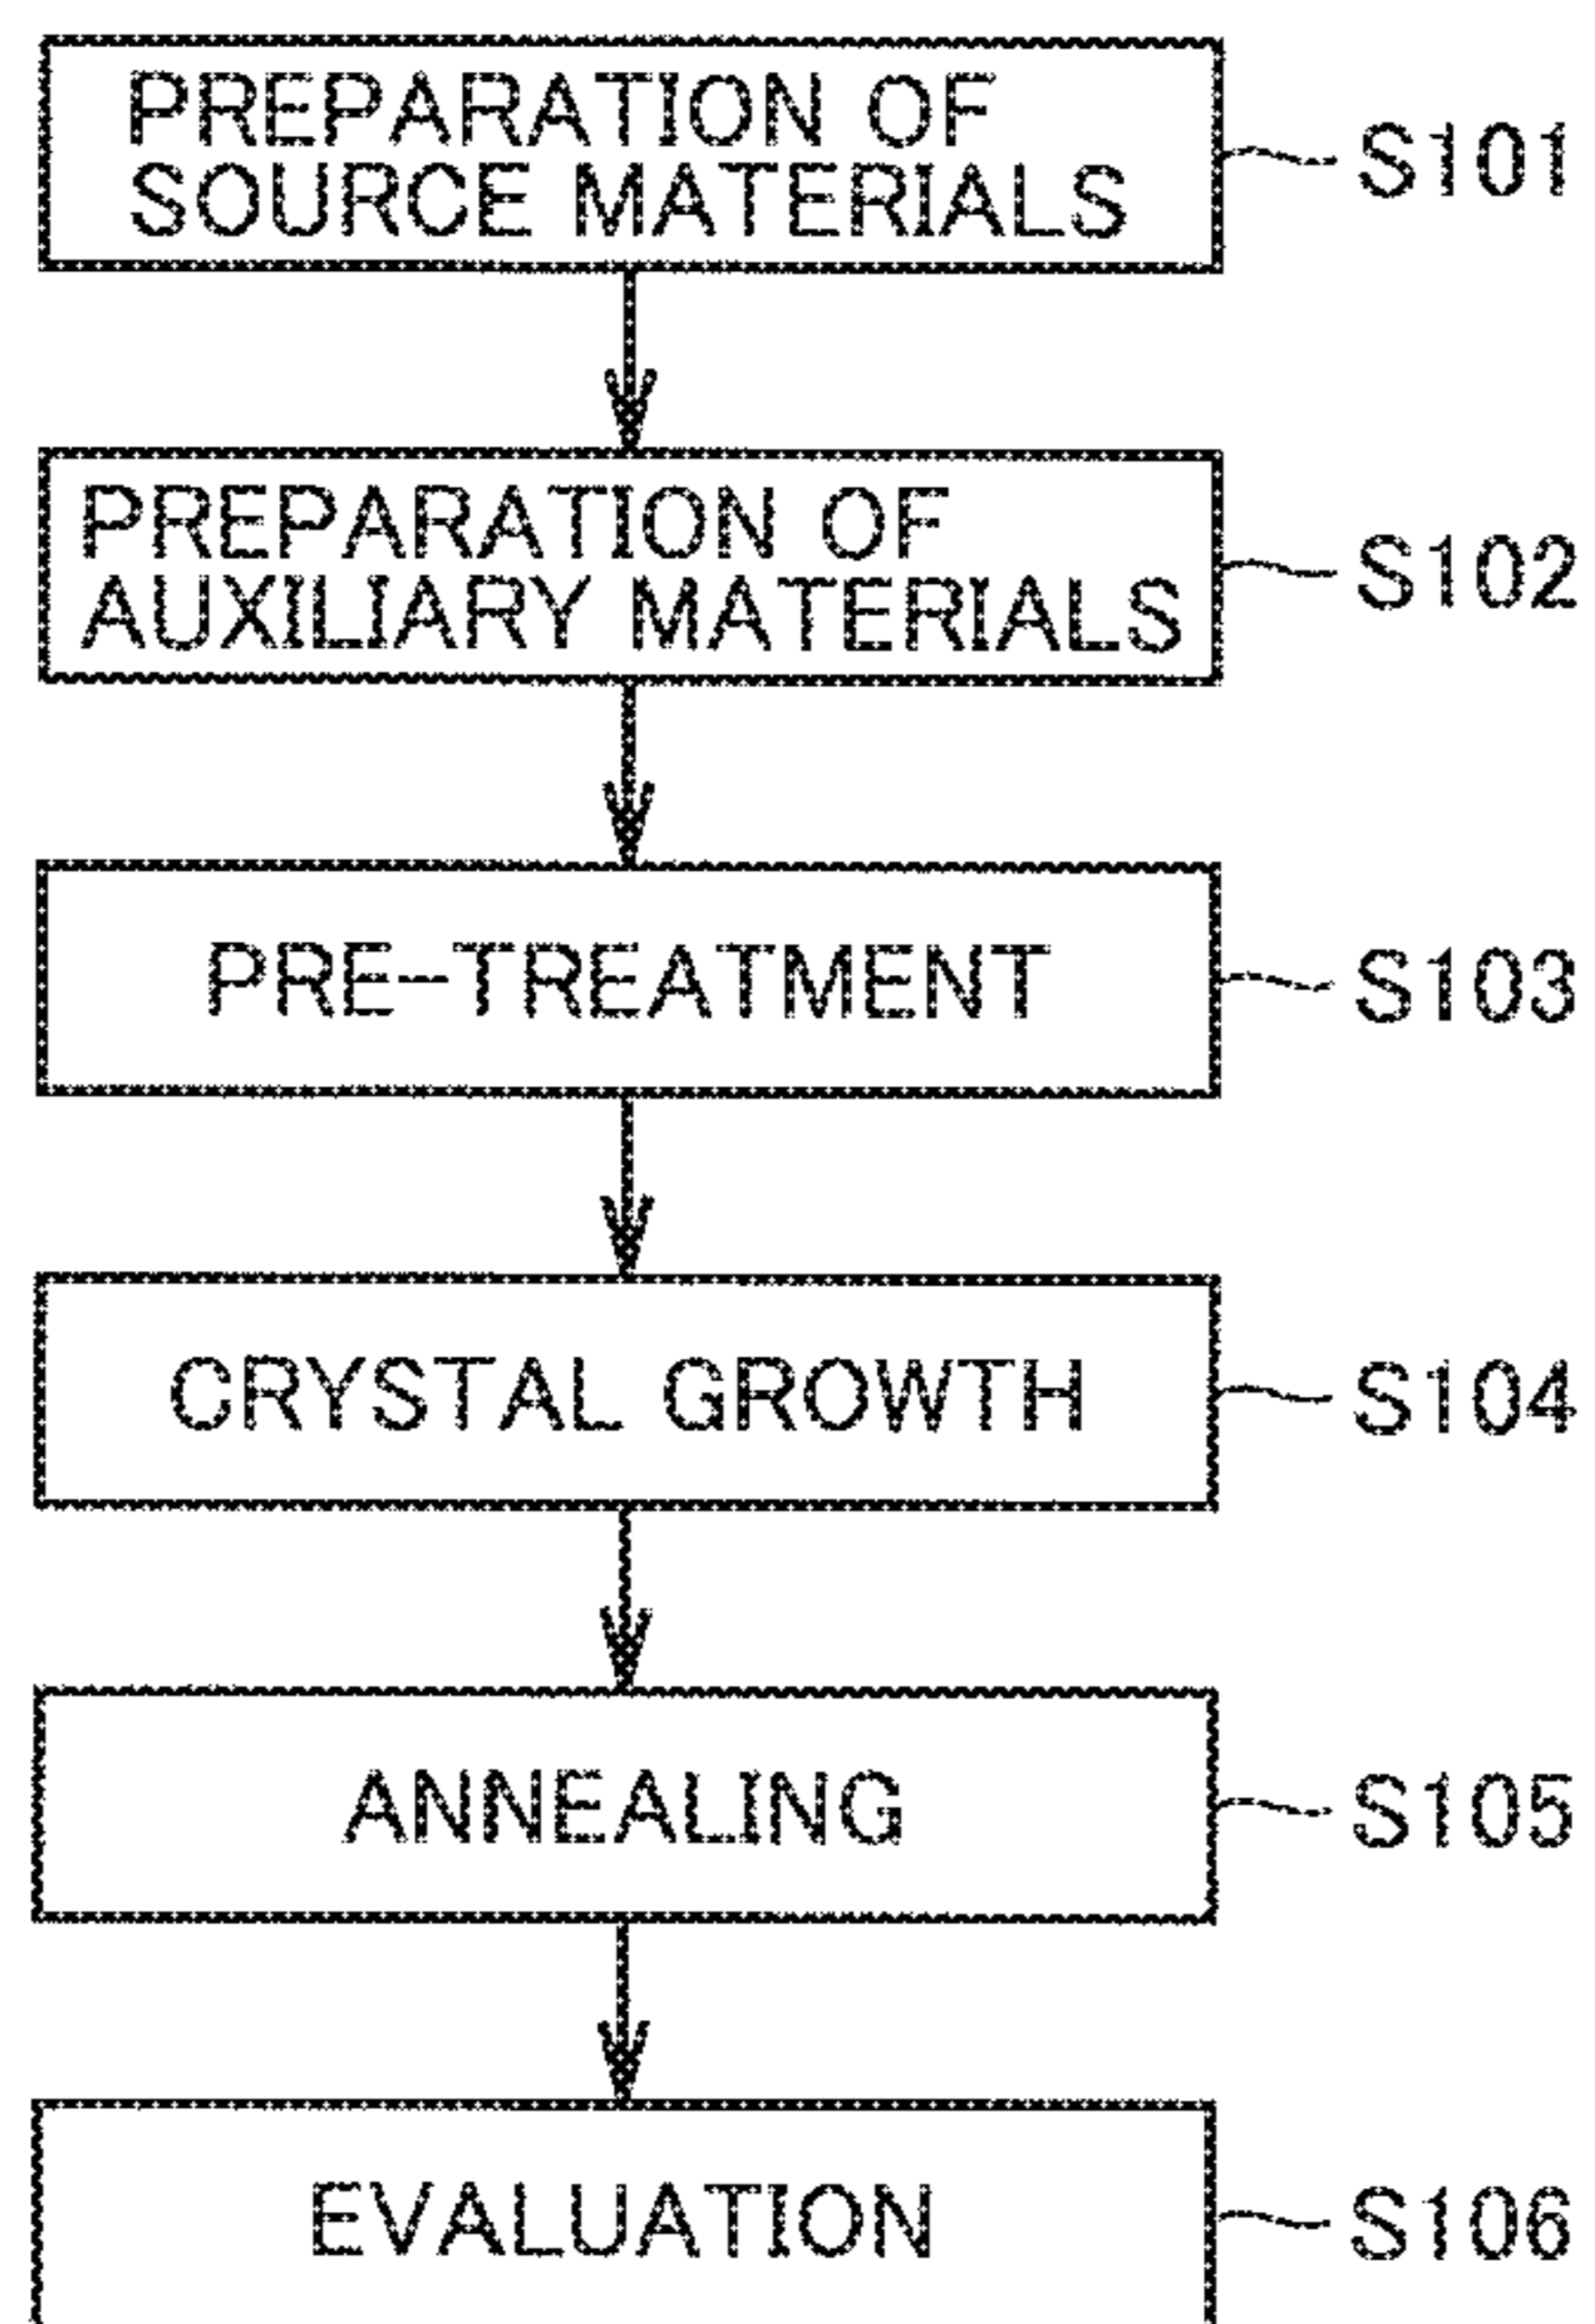 PREPARATION OF
SOURCE MATERIALS
S101
PREPARATION OF
AUXILIARY MATERIALS
S102
PRE-TREATMENT
S103
CRYSTAL GROWTH
S104
ANNEALING
S105
EVALUATION
S106